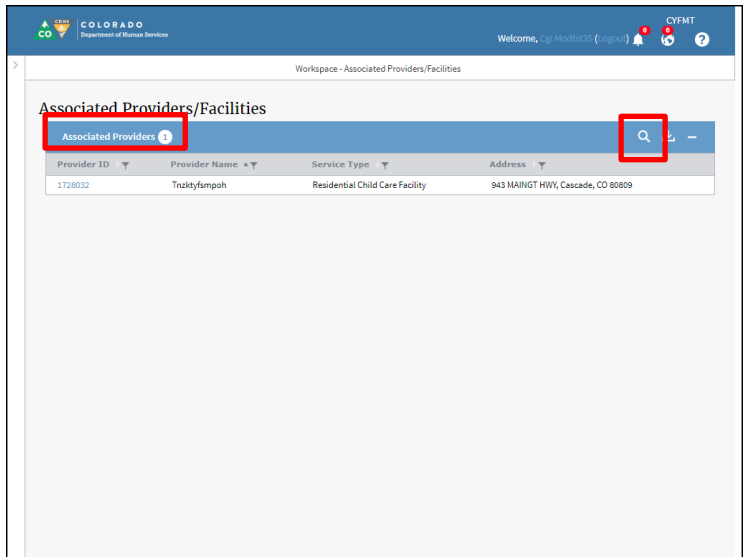 CYFMT
CDHS
CO
COLORADO
Department of Human Services
Welcome, Cgi Modtst35 (Logout)
0
0
?
Workspace - Associated Providers/Facilities
Associated Providers/Facilities
Associated Providers 1
Provider ID Provider Name Service Type Address
1728032 Tnzktyfsmpoh Residential Child Care Facility 943 MAINGT HWY, Cascade, CO 80809